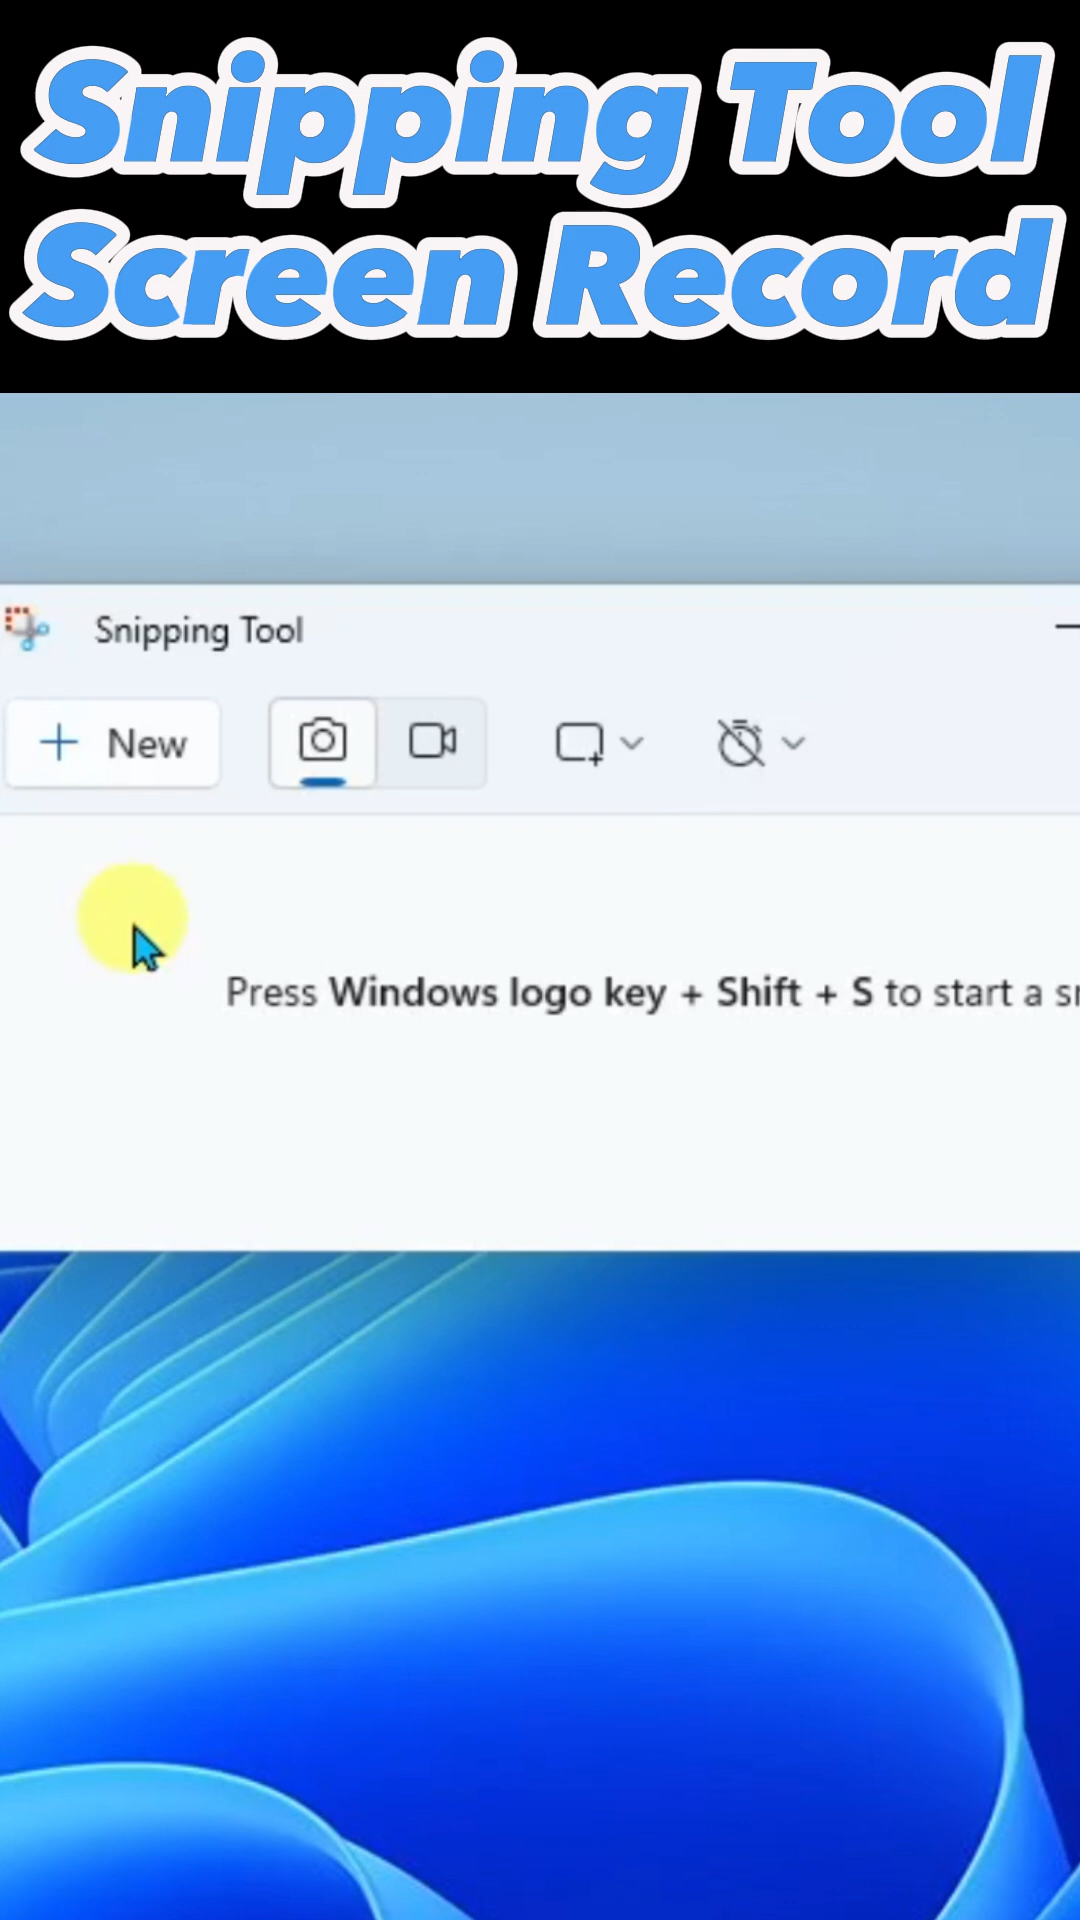 Snipping Tool
Screen Record
Snipping Tool
New
Press Windows logo key + Shift + S to start a